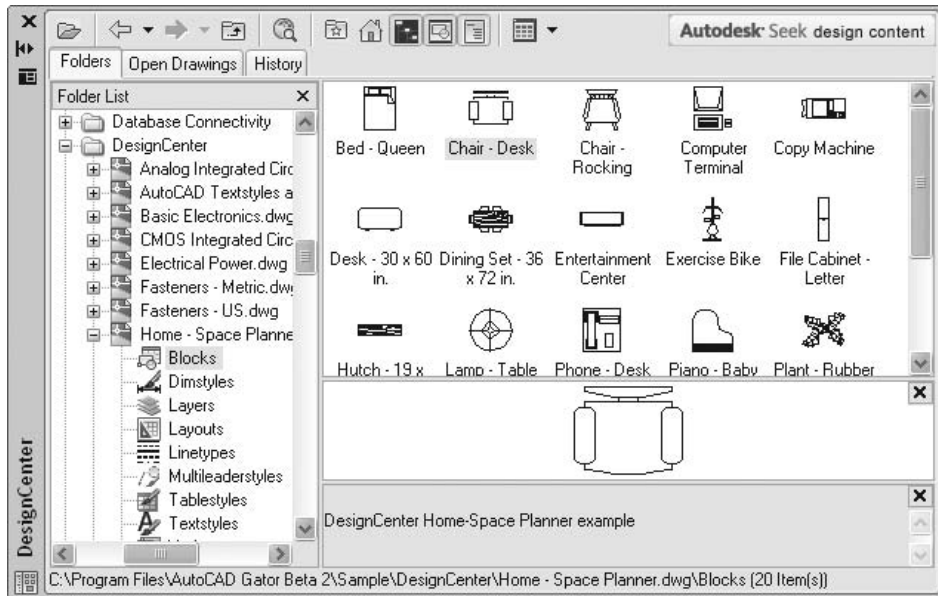 Autodesk Seek design content
Folders
Open Drawings
History
Folder List
Database Connectivity
DesignCenter
Analog Integrated Circ
AutoCAD Textstyles a
Basic Electronics.dwg
CMOS Integrated Circ
Electrical Power.dwg
Fasteners - Metric.dw
Fasteners - US.dwg
Home - Space Planne
Blocks
Dimstyles
Layers
Layouts
Linetypes
Multileaderstyles
Tablestyles
Textstyles
Bed - Queen
Chair - Desk
Chair -
Rocking
Computer
Terminal
Copy Machine
Desk - 30 x 60
in.
Dining Set - 36
x 72 in.
Entertainment
Center
Exercise Bike
File Cabinet -
Letter
Hutch - 19 x
Lamp - Table
Phone - Desk
Piano - Baby
Plant - Rubber
DesignCenter Home-Space Planner example
DesignCenter
C:\Program Files\AutoCAD Gator Beta 2\Sample\DesignCenter\Home - Space Planner.dwg\Blocks (20 Item(s))